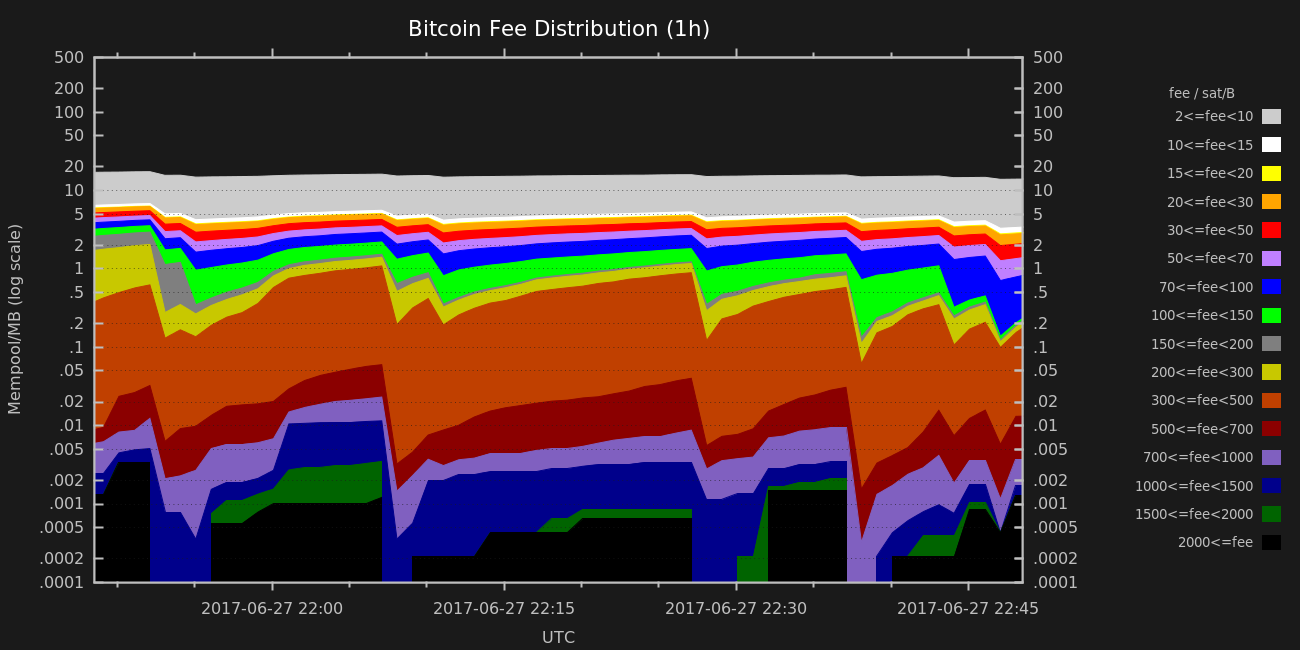 Bitcoin Fee Distribution (1h)
500
200
100
50
20
10
5
2
1
.5
.2
.1
.05
.02
.01
.005
.002
.001
.0005
.0002
.0001
Mempool/MB (log scale)
500
200
100
50
20
10
5
2
1
.5
.2
.1
.05
.02
.01
.005
.002
.001
.0005
.0002
.0001
2017-06-27 22:00
2017-06-27 22:15
2017-06-27 22:30
2017-06-27 22:45
UTC
fee / sat/B
2<=fee<10
10<=fee<15
15<=fee<20
20<=fee<30
30<=fee<50
50<=fee<70
70<=fee<100
100<=fee<150
150<=fee<200
200<=fee<300
300<=fee<500
500<=fee<700
700<=fee<1000
1000<=fee<1500
1500<=fee<2000
2000<=fee